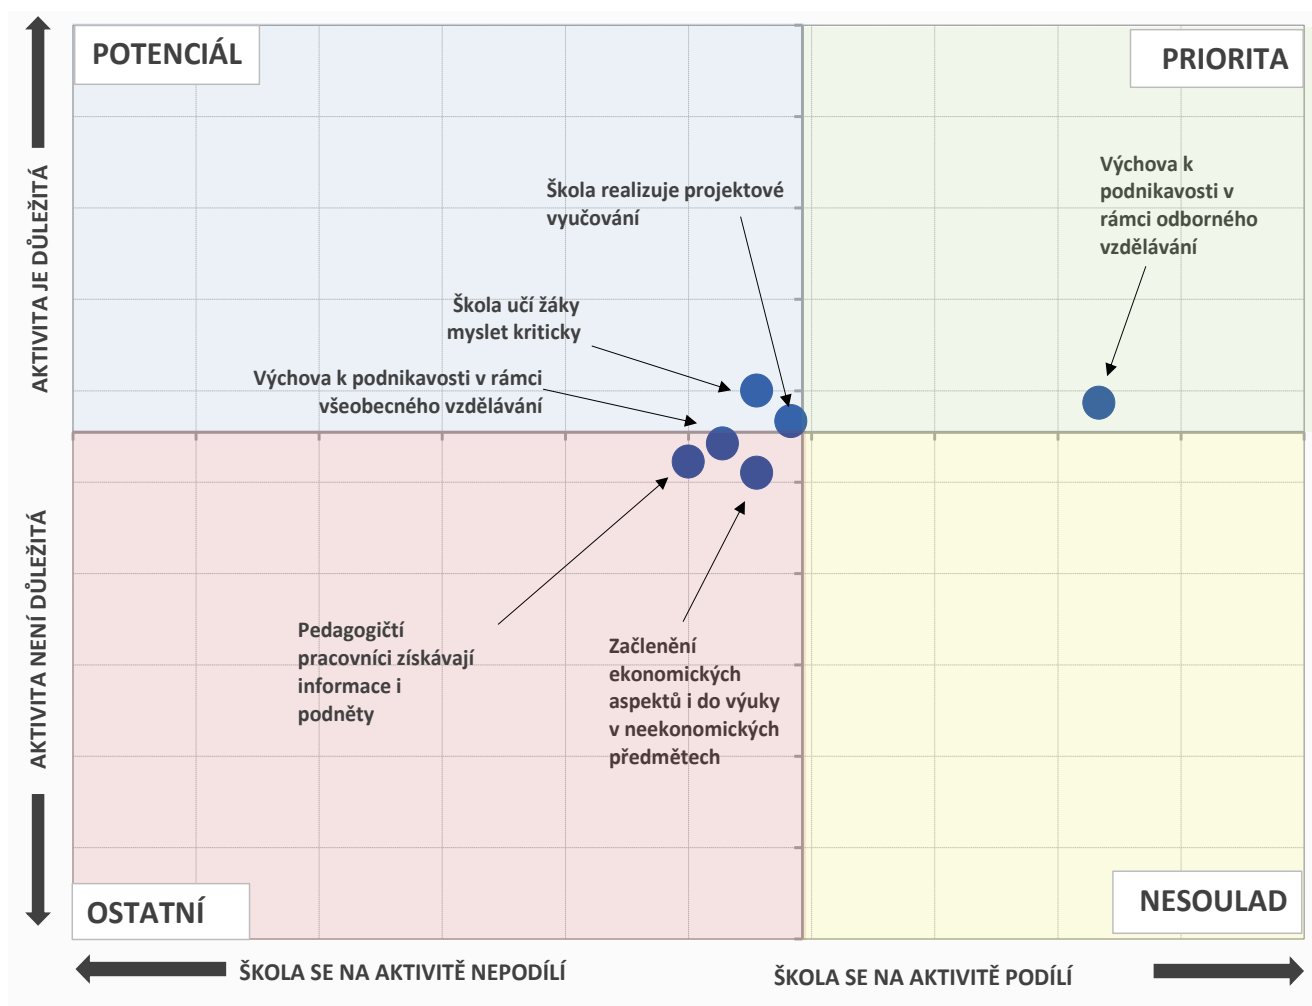 POTENCIÁL
PRIORITA
AKTIVITA JE DŮLEŽITÁ
Výchova k
podnikavosti v
rámci odborného
vzdělávání
Škola realizuje projektové
vyučování
Škola učí žáky
myslet kriticky
Výchova k podnikavosti v rámci
všeobecného vzdělávání
AKTIVITA NENÍ DŮLEŽITÁ
Pedagogičtí
pracovníci získávají
informace i
podněty
Začlenění
ekonomických
aspektů i do výuky
v neekonomických
předmětech
OSTATNÍ
NESOULAD
ŠKOLA SE NA AKTIVITĚ NEPODÍLÍ
ŠKOLA SE NA AKTIVITĚ PODÍLÍ